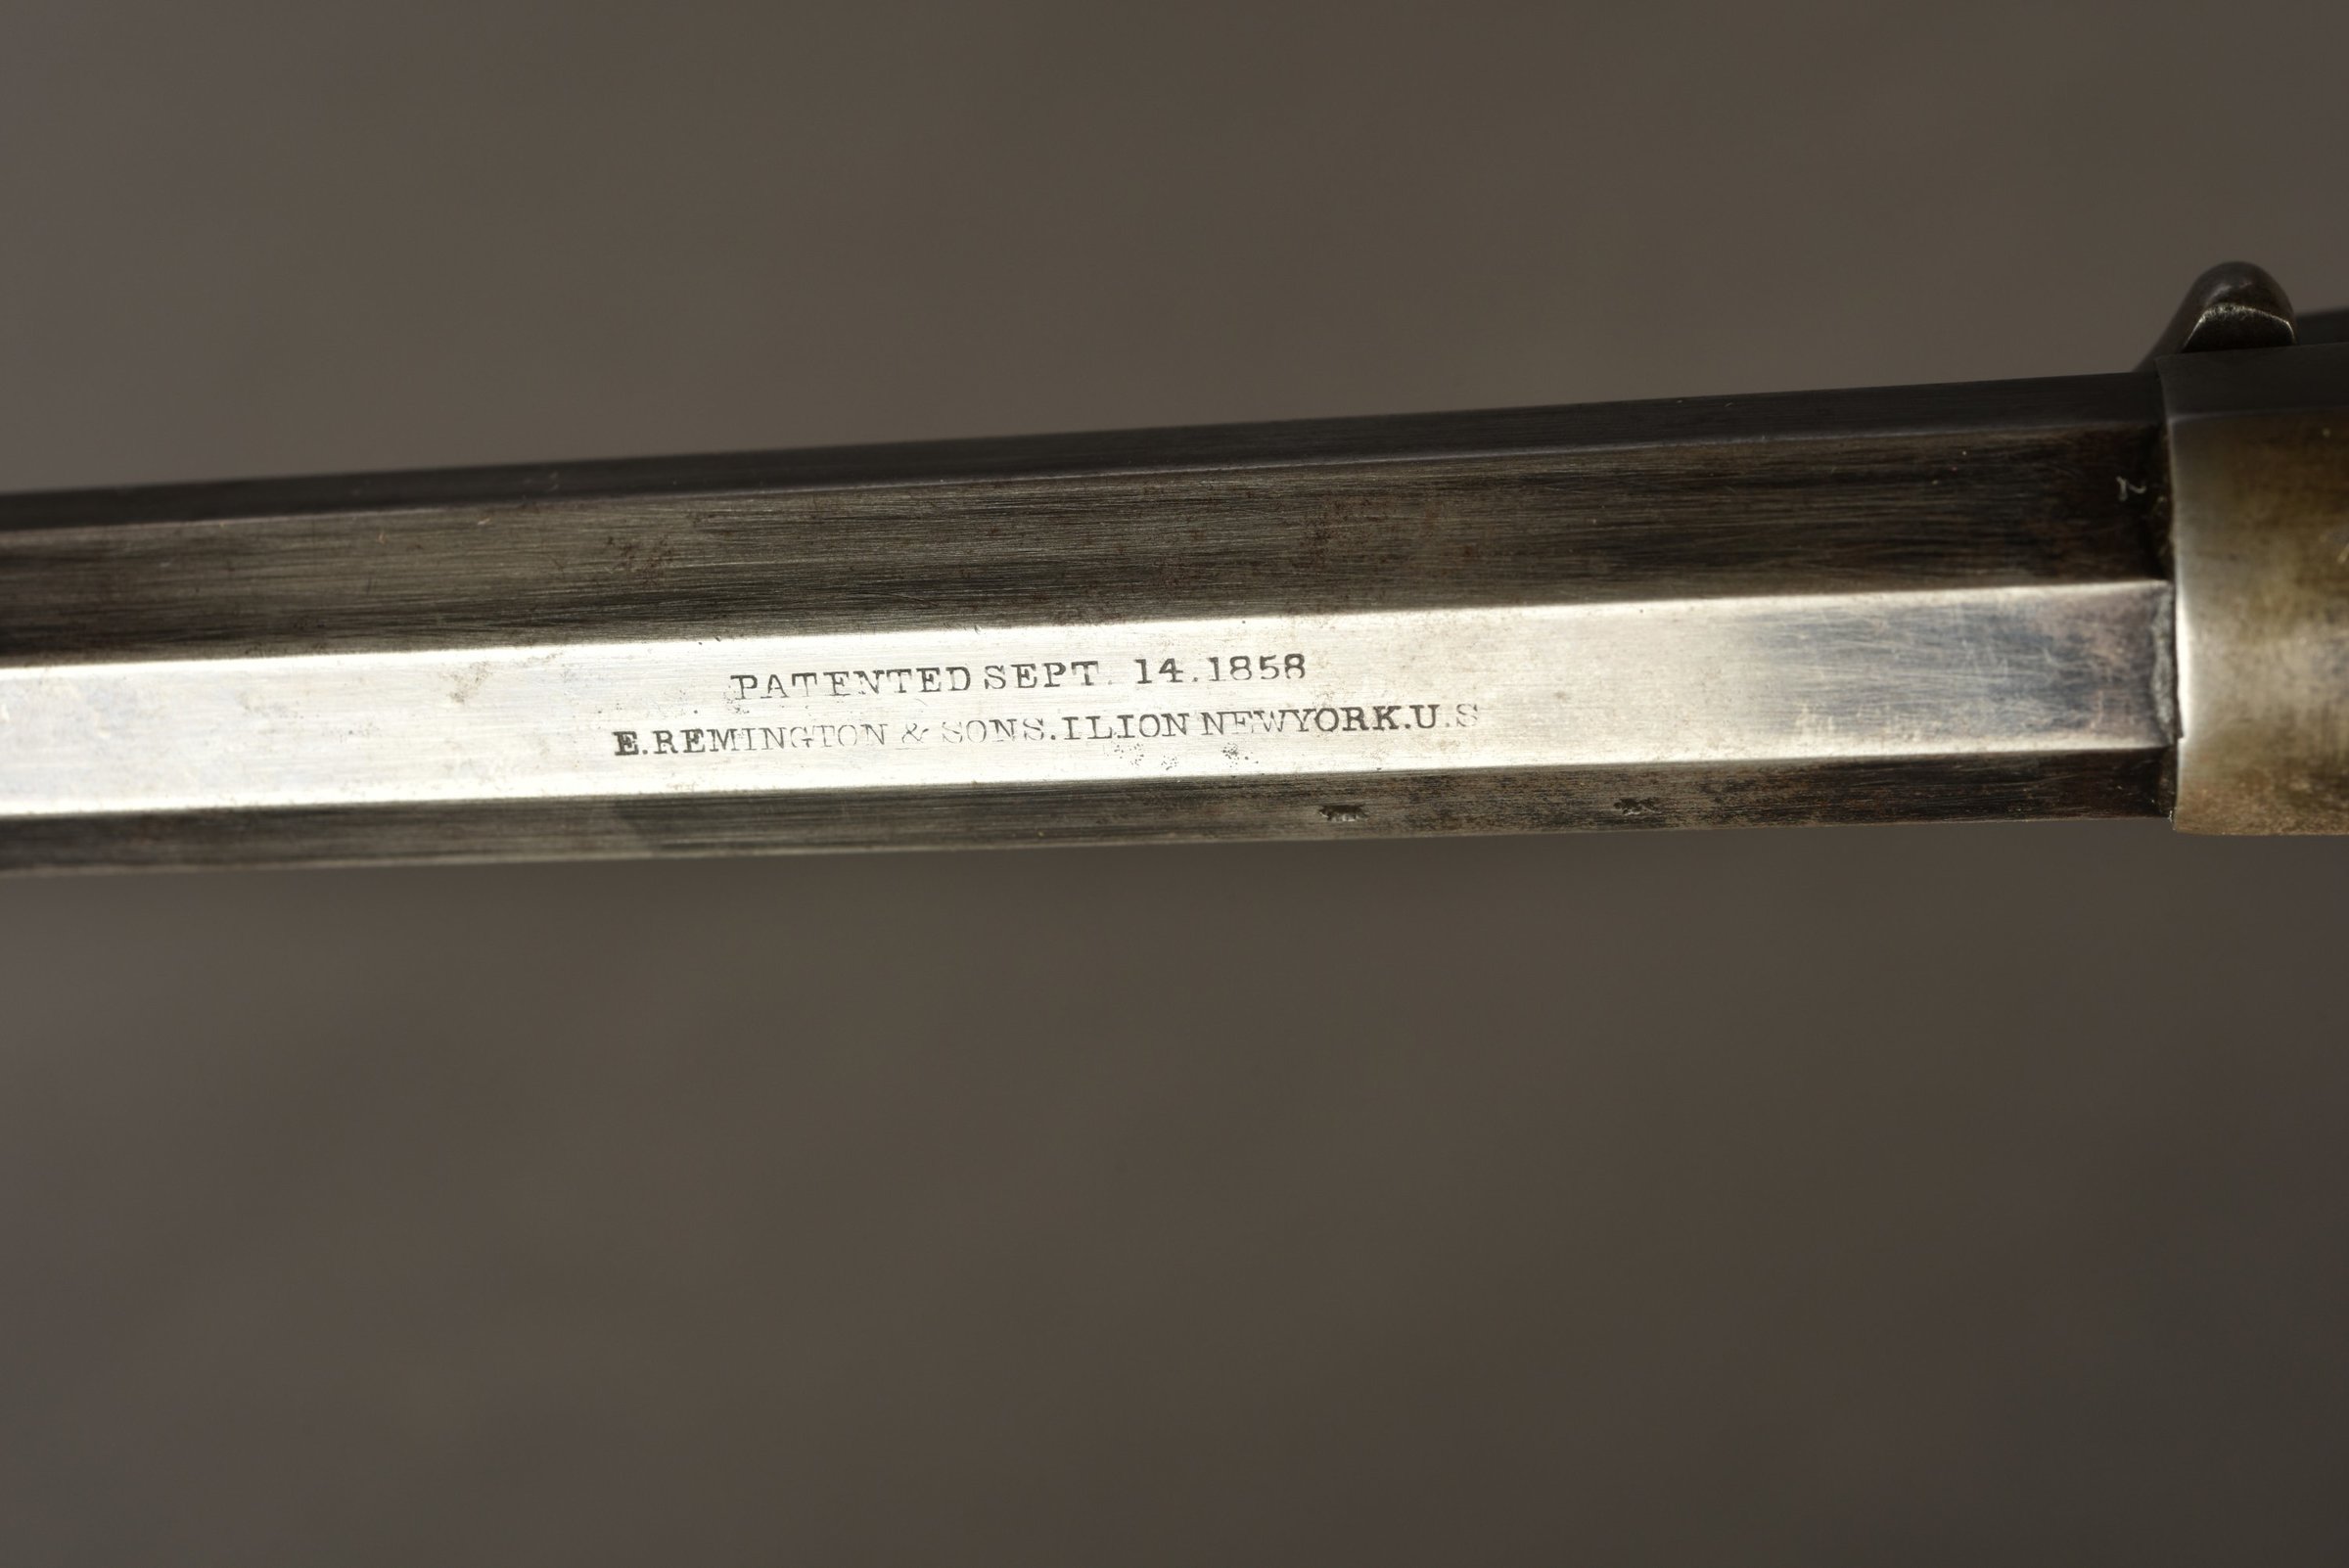 PATENTED SEPT. 14.1858
E.REMINGTON & SONS.ILION NEWYORK.U.S